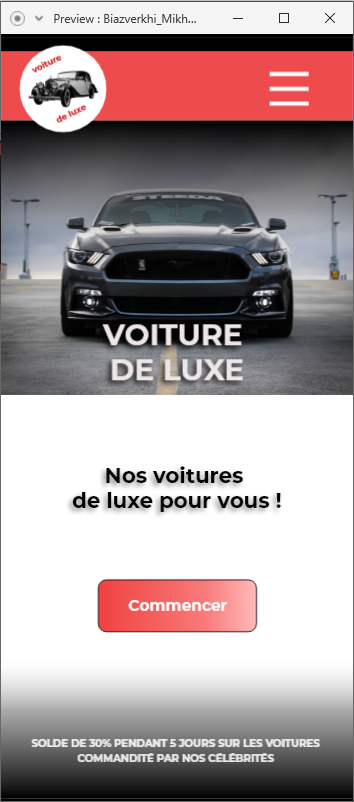 Preview : Biazverkhi_Mikh...
voiture
de luxe
STEEDA
VOITURE
DE LUXE
Nos voitures
de luxe pour vous !
Commencer
SOLDE DE 30% PENDANT 5 JOURS SUR LES VOITURES
COMMANDITÉ PAR NOS CÉLÉBRITÉS